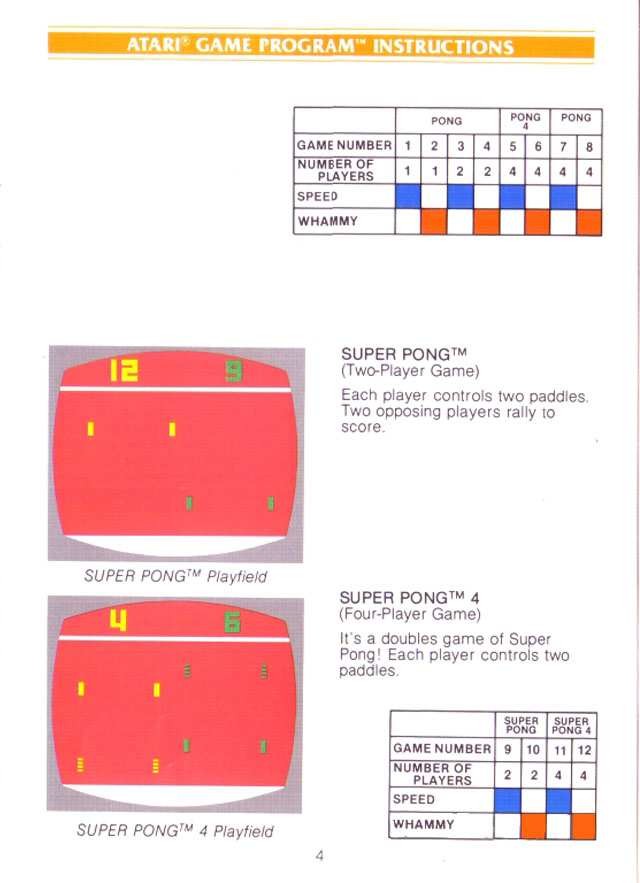 ATARI® GAME PROGRAM™ INSTRUCTIONS
PONG PONG 4 PONG
GAME NUMBER 1 2 3 4 5 6 7 8
NUMBER OF PLAYERS 1 1 2 2 4 4 4 4
SPEED
WHAMMY
12 9
SUPER PONG™ Playfield
SUPER PONG™
(Two-Player Game)
Each player controls two paddles.
Two opposing players rally to
score.
4 6
SUPER PONG™ 4 Playfield
SUPER PONG™ 4
(Four-Player Game)
It's a doubles game of Super
Pong! Each player controls two
paddles.
SUPER PONG SUPER PONG 4
GAME NUMBER 9 10 11 12
NUMBER OF PLAYERS 2 2 4 4
SPEED
WHAMMY
4